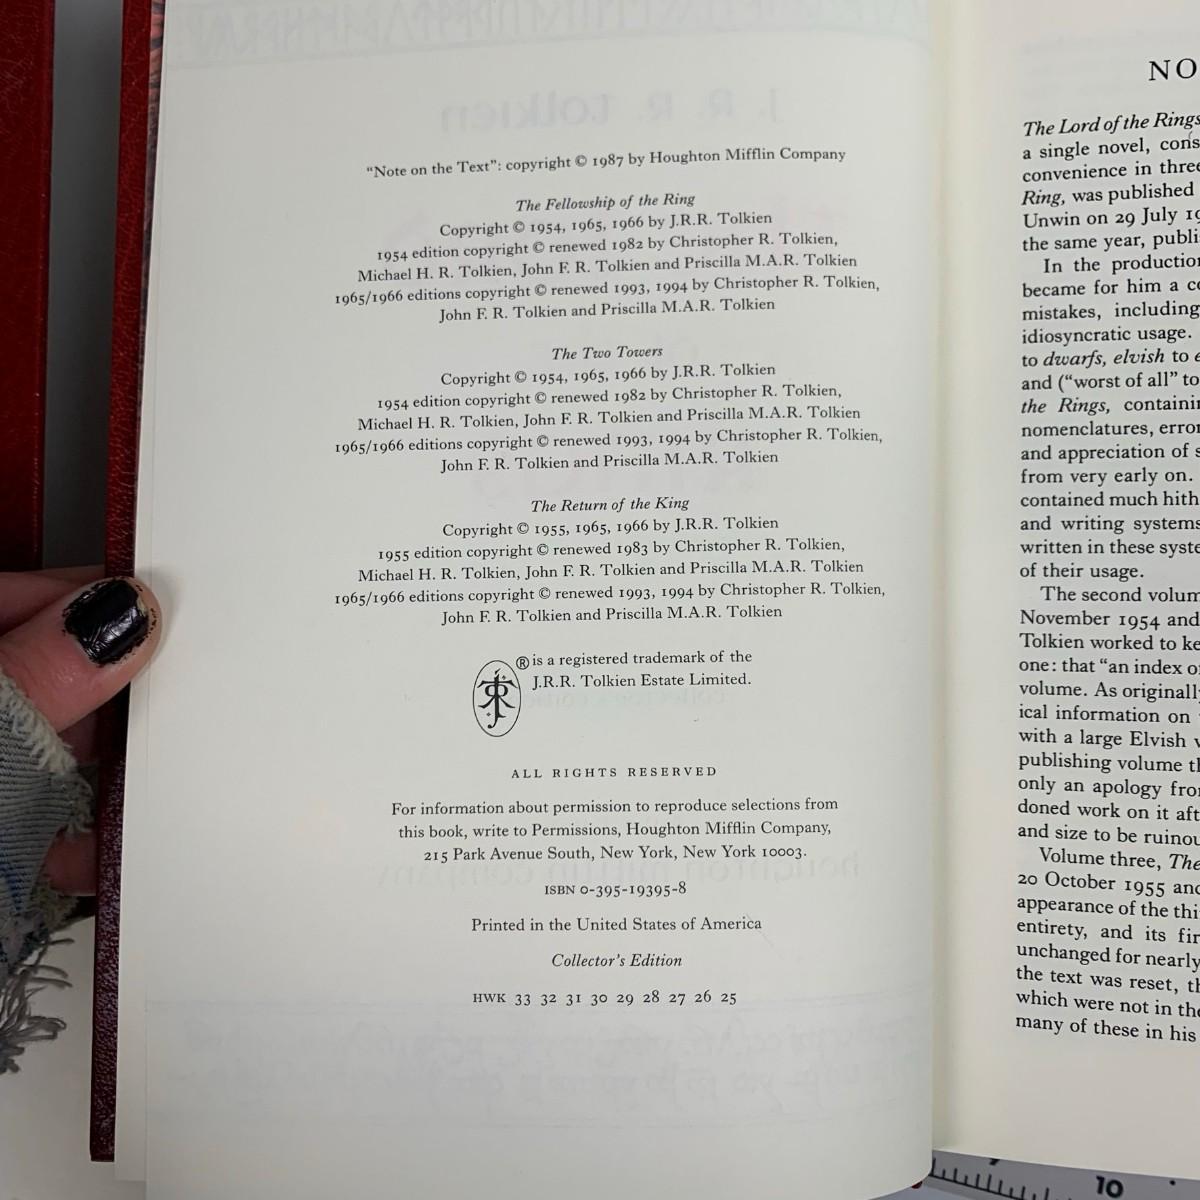 "Note on the Text": copyright © 1987 by Houghton Mifflin Company
The Fellowship of the Ring
Copyright © 1954, 1965, 1966 by J.R.R. Tolkien
1954 edition copyright © renewed 1982 by Christopher R. Tolkien,
Michael H. R. Tolkien, John F. R. Tolkien and Priscilla M.A.R. Tolkien
1965/1966 editions copyright © renewed 1993, 1994 by Christopher R. Tolkien,
John F. R. Tolkien and Priscilla M.A.R. Tolkien
The Two Towers
Copyright © 1954, 1965, 1966 by J.R.R. Tolkien
1954 edition copyright © renewed 1982 by Christopher R. Tolkien,
Michael H. R. Tolkien, John F. R. Tolkien and Priscilla M.A.R. Tolkien
1965/1966 editions copyright © renewed 1993, 1994 by Christopher R. Tolkien,
John F. R. Tolkien and Priscilla M.A.R. Tolkien
The Return of the King
Copyright © 1955, 1965, 1966 by J.R.R. Tolkien
1955 edition copyright © renewed 1983 by Christopher R. Tolkien,
Michael H. R. Tolkien, John F. R. Tolkien and Priscilla M.A.R. Tolkien
1965/1966 editions copyright © renewed 1993, 1994 by Christopher R. Tolkien,
John F. R. Tolkien and Priscilla M.A.R. Tolkien
® is a registered trademark of the
J.R.R. Tolkien Estate Limited.
ALL RIGHTS RESERVED
For information about permission to reproduce selections from
this book, write to Permissions, Houghton Mifflin Company,
215 Park Avenue South, New York, New York 10003.
ISBN 0-395-19395-8
Printed in the United States of America
Collector's Edition
HWK 33 32 31 30 29 28 27 26 25
NO
The Lord of the Rings
a single novel, cons
convenience in three
Ring, was published
Unwin on 29 July 19
the same year, publi
In the production
became for him a co
mistakes, including
idiosyncratic usage.
to dwarfs, elvish to e
and ("worst of all" to
the Rings, containin
nomenclatures, error
and appreciation of s
from very early on.
contained much hith
and writing systems
written in these syste
of their usage.
The second volum
November 1954 and
Tolkien worked to ke
one: that "an index o
volume. As originally
ical information on
with a large Elvish v
publishing volume th
only an apology fro
doned work on it aft
and size to be ruinou
Volume three, The
20 October 1955 and
appearance of the thi
entirety, and its fir
unchanged for nearly
the text was reset, th
which were not in the
many of these in his
10